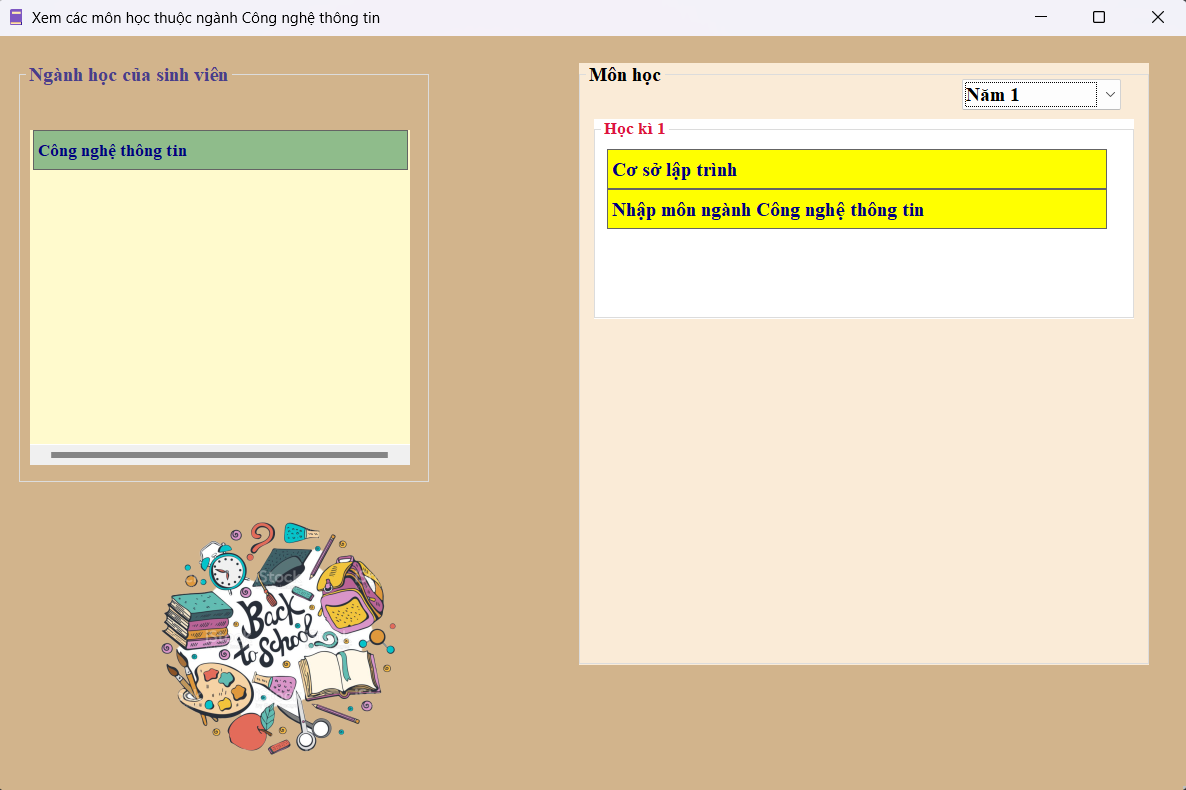 Xem các môn học thuộc ngành Công nghệ thông tin
Ngành học của sinh viên
Công nghệ thông tin
Môn học
Năm 1
Học kì 1
Cơ sở lập trình
Nhập môn ngành Công nghệ thông tin
Back
to school